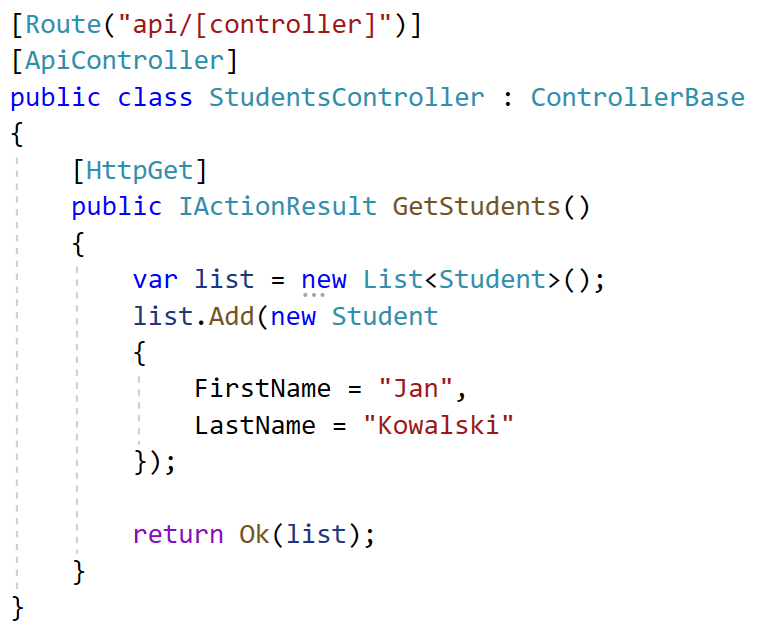 [Route("api/[controller]")]
[ApiController]
public class StudentsController : ControllerBase
{
    [HttpGet]
    public IActionResult GetStudents()
    {
        var list = new List<Student>();
        list.Add(new Student
        {
            FirstName = "Jan",
            LastName = "Kowalski"
        });

        return Ok(list);
    }
}